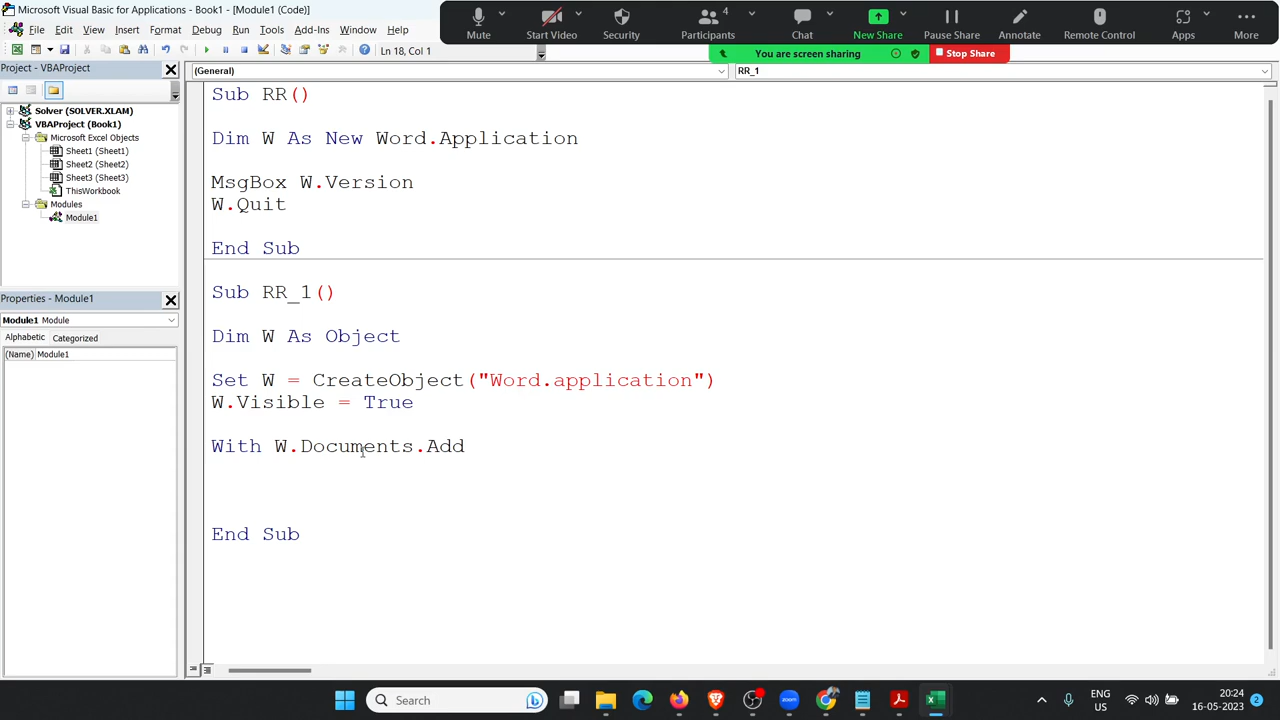 Microsoft Visual Basic for Applications - Book1 - [Module1 (Code)]
File Edit View Insert Format Debug Run Tools Add-Ins Window Help
Ln 18, Col 1
Mute
Start Video
Security
4
Participants
Chat
New Share
Pause Share
Annotate
Remote Control
Apps
More
You are screen sharing
Stop Share
Project - VBAProject
(General)
RR_1
Solver (SOLVER.XLAM)
VBAProject (Book1)
Microsoft Excel Objects
Sheet1 (Sheet1)
Sheet2 (Sheet2)
Sheet3 (Sheet3)
ThisWorkbook
Modules
Module1
Properties - Module1
Module1 Module
Alphabetic Categorized
(Name) Module1
Sub RR()
Dim W As New Word.Application
MsgBox W.Version
W.Quit
End Sub
Sub RR_1()
Dim W As Object
Set W = CreateObject("Word.application")
W.Visible = True
With W.Documents.Add
End Sub
Search
zoom
ENG
US
20:24
16-05-2023